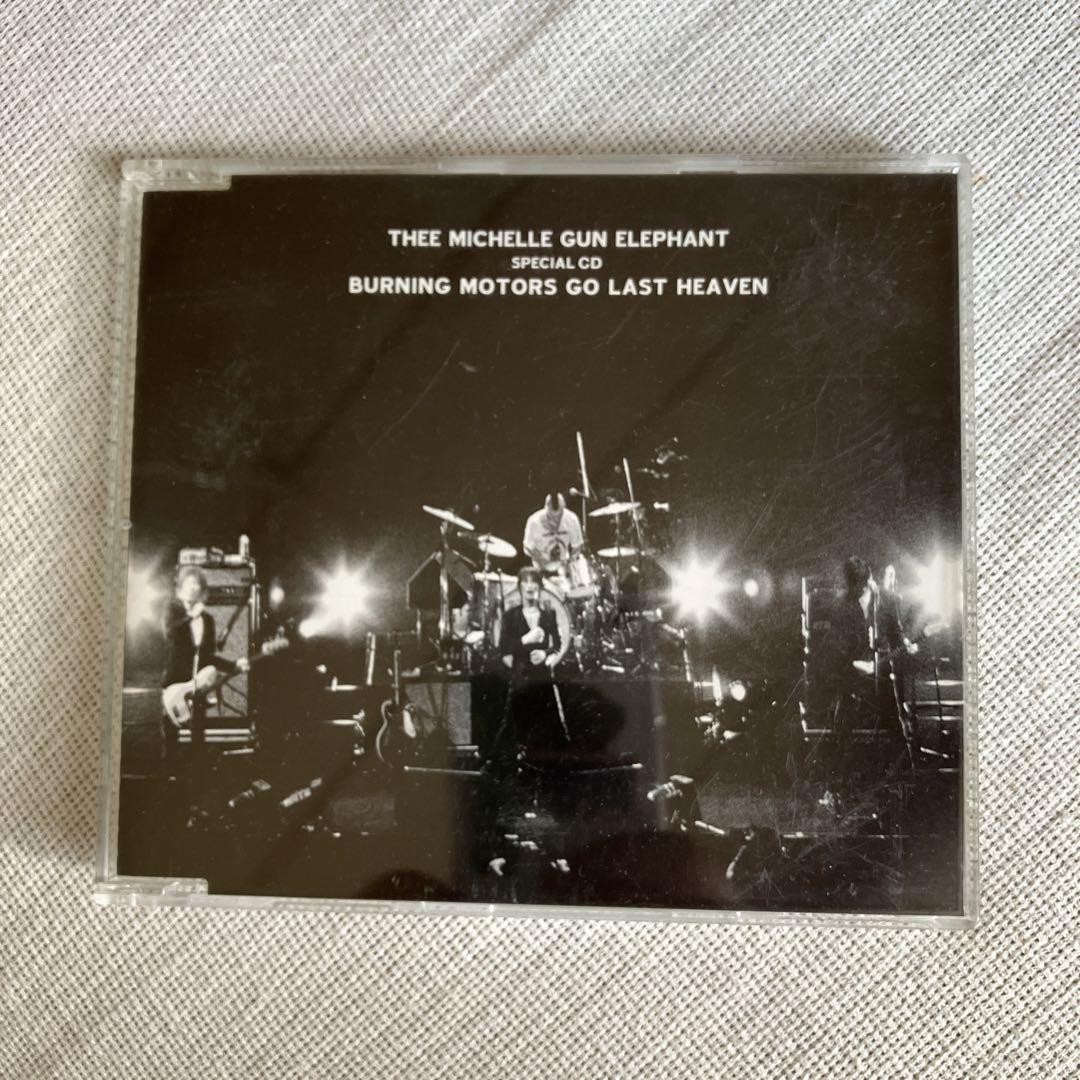 THEE MICHELLE GUN ELEPHANT
SPECIAL CD
BURNING MOTORS GO LAST HEAVEN